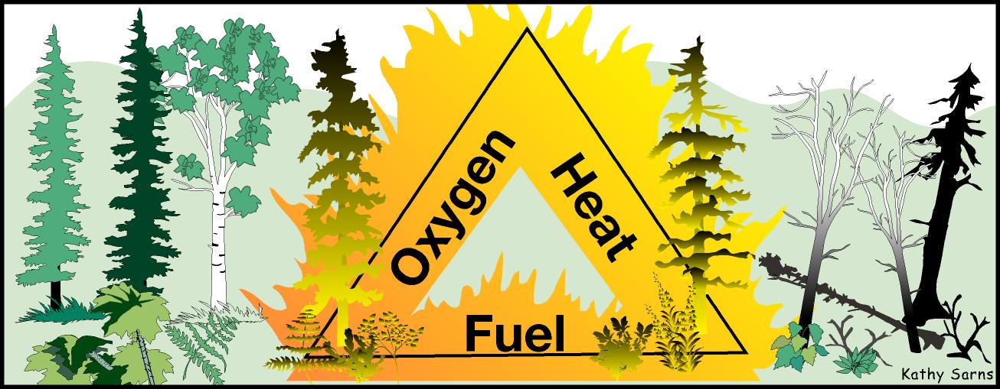 Oxygen
Heat
Fuel
Kathy Sarns